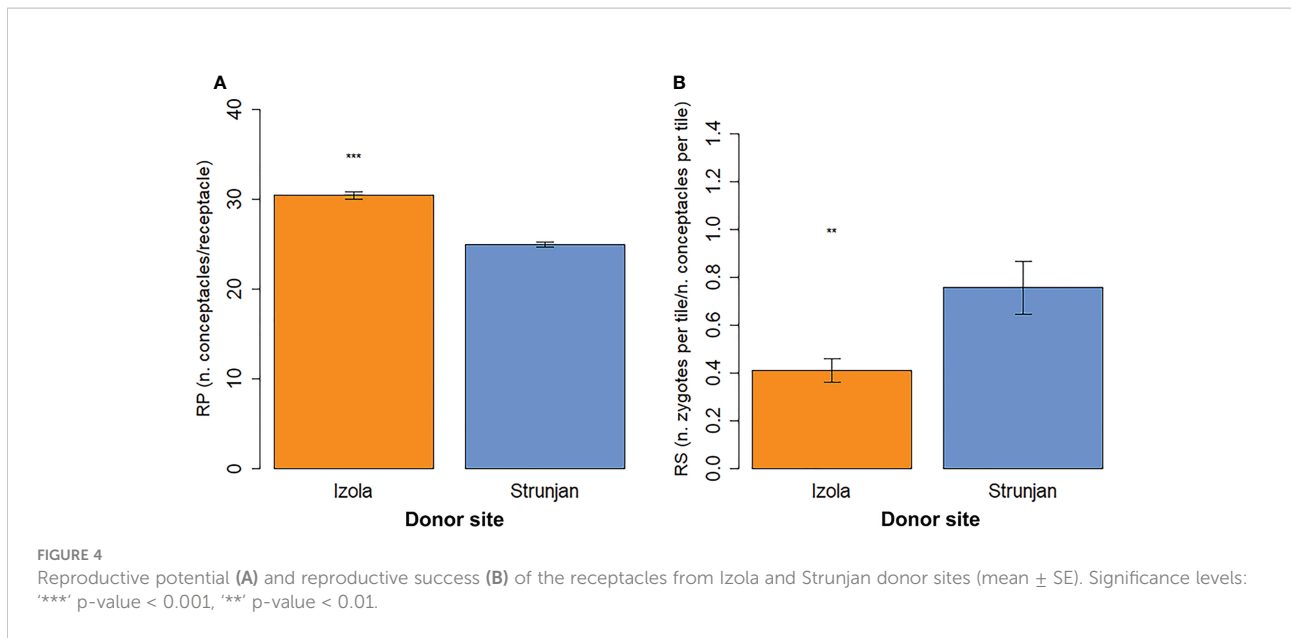 A
RP (n. conceptacles/receptacle)
40
30
20
10
0
***
Izola
Strunjan
Donor site
B
RS (n. zygotes per tile/n. conceptacles per tile)
1.4
1.2
1.0
0.8
0.6
0.4
0.2
0.0
**
Izola
Strunjan
Donor site
FIGURE 4
Reproductive potential (A) and reproductive success (B) of the receptacles from Izola and Strunjan donor sites (mean ± SE). Significance levels:
‘***’ p-value < 0.001, ‘**’ p-value < 0.01.